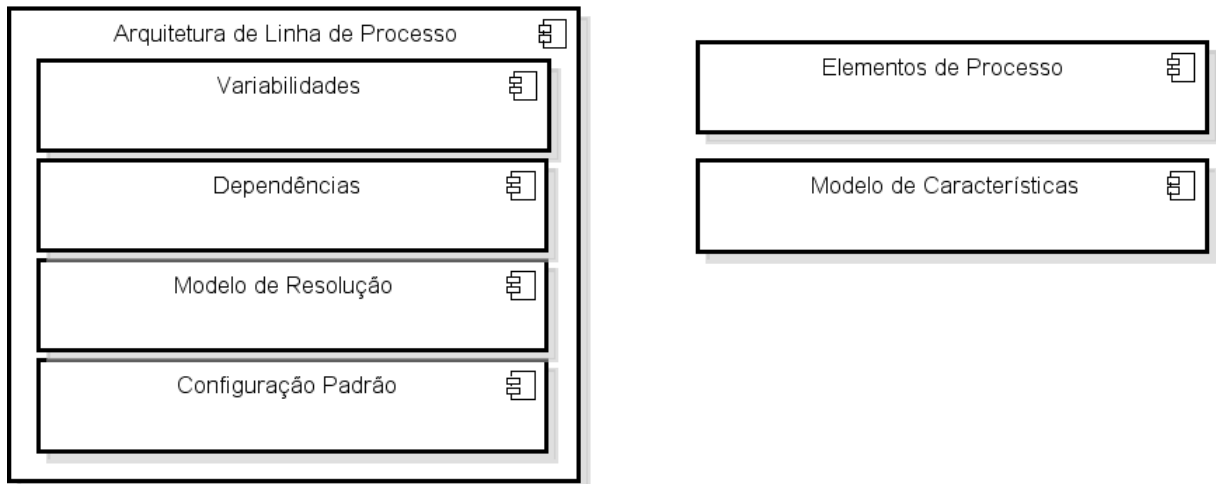 Arquitetura de Linha de Processo
Variabilidades
Dependências
Modelo de Resolução
Configuração Padrão
Elementos de Processo
Modelo de Características